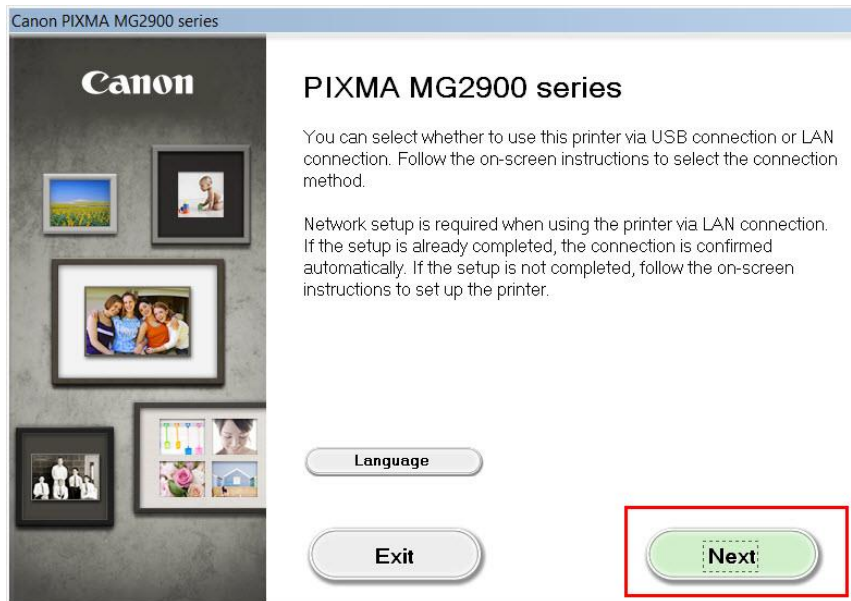 Canon PIXMA MG2900 series
Canon
PIXMA MG2900 series
You can select whether to use this printer via USB connection or LAN
connection. Follow the on-screen instructions to select the connection
method.
Network setup is required when using the printer via LAN connection.
If the setup is already completed, the connection is confirmed
automatically. If the setup is not completed, follow the on-screen
instructions to set up the printer.
Language
Exit
Next